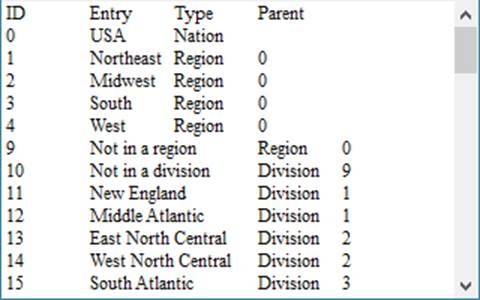 ID Entry Type Parent
0 USA Nation
1 Northeast Region 0
2 Midwest Region 0
3 South Region 0
4 West Region 0
9 Not in a region Region 0
10 Not in a division Division 9
11 New England Division 1
12 Middle Atlantic Division 1
13 East North Central Division 2
14 West North Central Division 2
15 South Atlantic Division 3